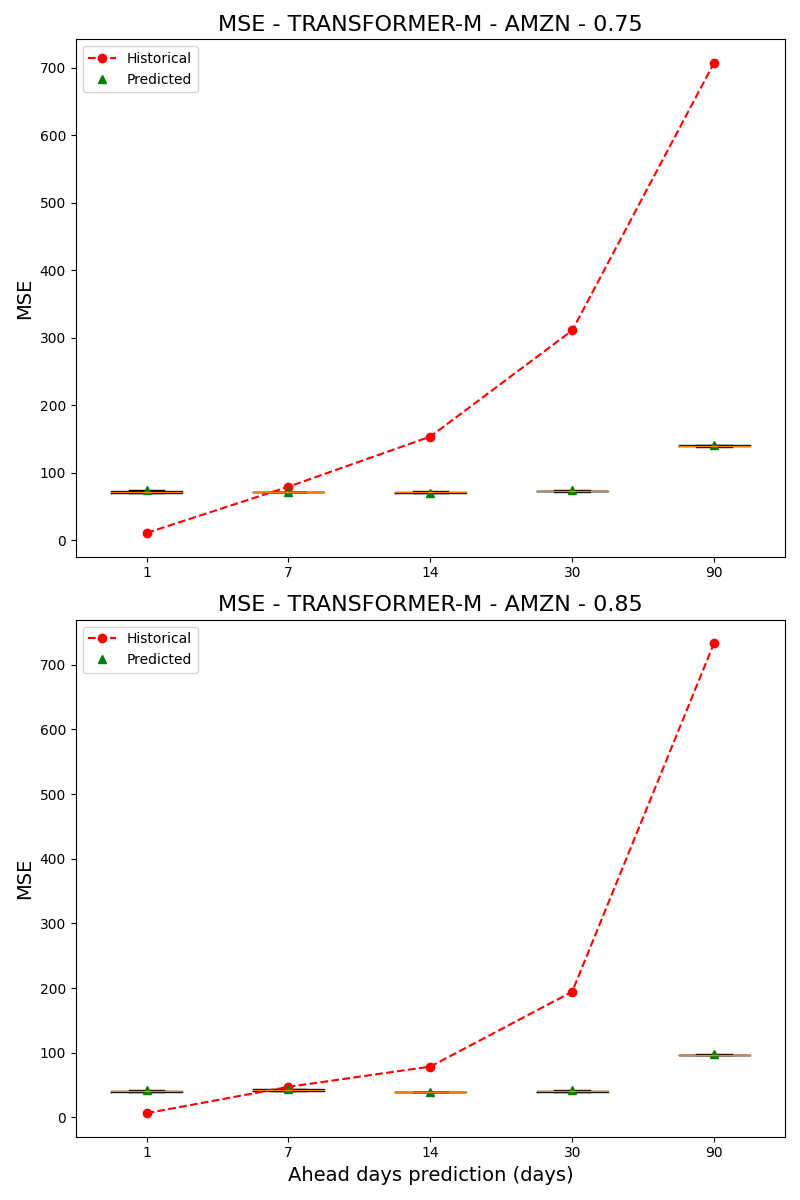 MSE - TRANSFORMER-M - AMZN - 0.75
Historical
Predicted
MSE
700
600
500
400
300
200
100
0
1 7 14 30 90
MSE - TRANSFORMER-M - AMZN - 0.85
Historical
Predicted
MSE
700
600
500
400
300
200
100
0
1 7 14 30 90
Ahead days prediction (days)